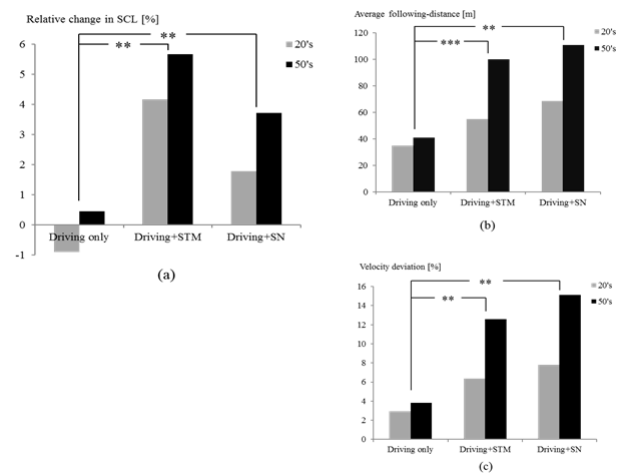 Relative change in SCL [%]
**
**
20's
50's
6
5
4
3
2
1
0
-1
Driving only
Driving+STM
Driving+SN
(a)
Average following-distance [m]
**
***
20's
50's
120
100
80
60
40
20
0
Driving only
Driving+STM
Driving+SN
(b)
Velocity deviation [%]
**
**
20's
50's
16
14
12
10
8
6
4
2
0
Driving only
Driving+STM
Driving+SN
(c)